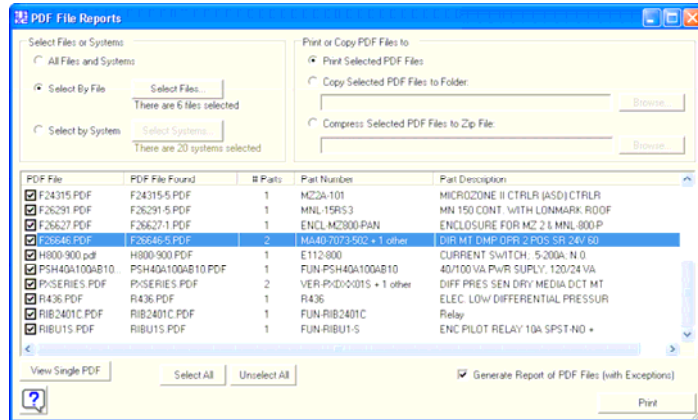 PDF File Reports
Select Files or Systems
All Files and Systems
Select By File
Select Files...
There are 6 files selected
Select by System
Select Systems...
There are 20 systems selected
Print or Copy PDF Files to
Print Selected PDF Files
Copy Selected PDF Files to Folder:
Browse...
Compress Selected PDF Files to Zip File:
Browse...
PDF File PDF File Found # Parts Part Number Part Description
F24315.PDF F24315-5.PDF 1 MZ2A-101 MICROZONE II CTRLR (ASD) CTRLR
F26291.PDF F26291-5.PDF 1 MNL-15RS3 MN 150 CONT. WITH LONMARK ROOF
F26627.PDF F26627-1.PDF 1 ENCL-MZ800-PAN ENCLOSURE FOR MZ 2 & MNL-800-P
F26646.PDF F26646-5.PDF 2 MA40-7073-502 + 1 other DIR MT DMP OPR 2 POS SR 24V 60
H800-900.pdf H800-900.PDF 1 E112-800 CURRENT SWITCH, .5-200A, N.O
PSH40A100AB10... PSH40A100AB10.PDF 1 FUN-PSH40A100AB10 40/100 VA PWR SUPLY, 120/24 VA
PXSERIES.PDF PXSERIES.PDF 2 VER-PXDXX01S + 1 other DIFF PRES SEN DRY MEDIA DCT MT
R436.PDF R436.PDF 1 R436 ELEC. LOW DIFFERENTIAL PRESSUR
RIB2401C.PDF RIB2401C.PDF 1 FUN-RIB2401C Relay
RIBU1S.PDF RIBU1S.PDF 1 FUN-RIBU1-S ENC PILOT RELAY 10A SPST-NO +
View Single PDF
Select All
Unselect All
Generate Report of PDF Files (with Exceptions)
Print